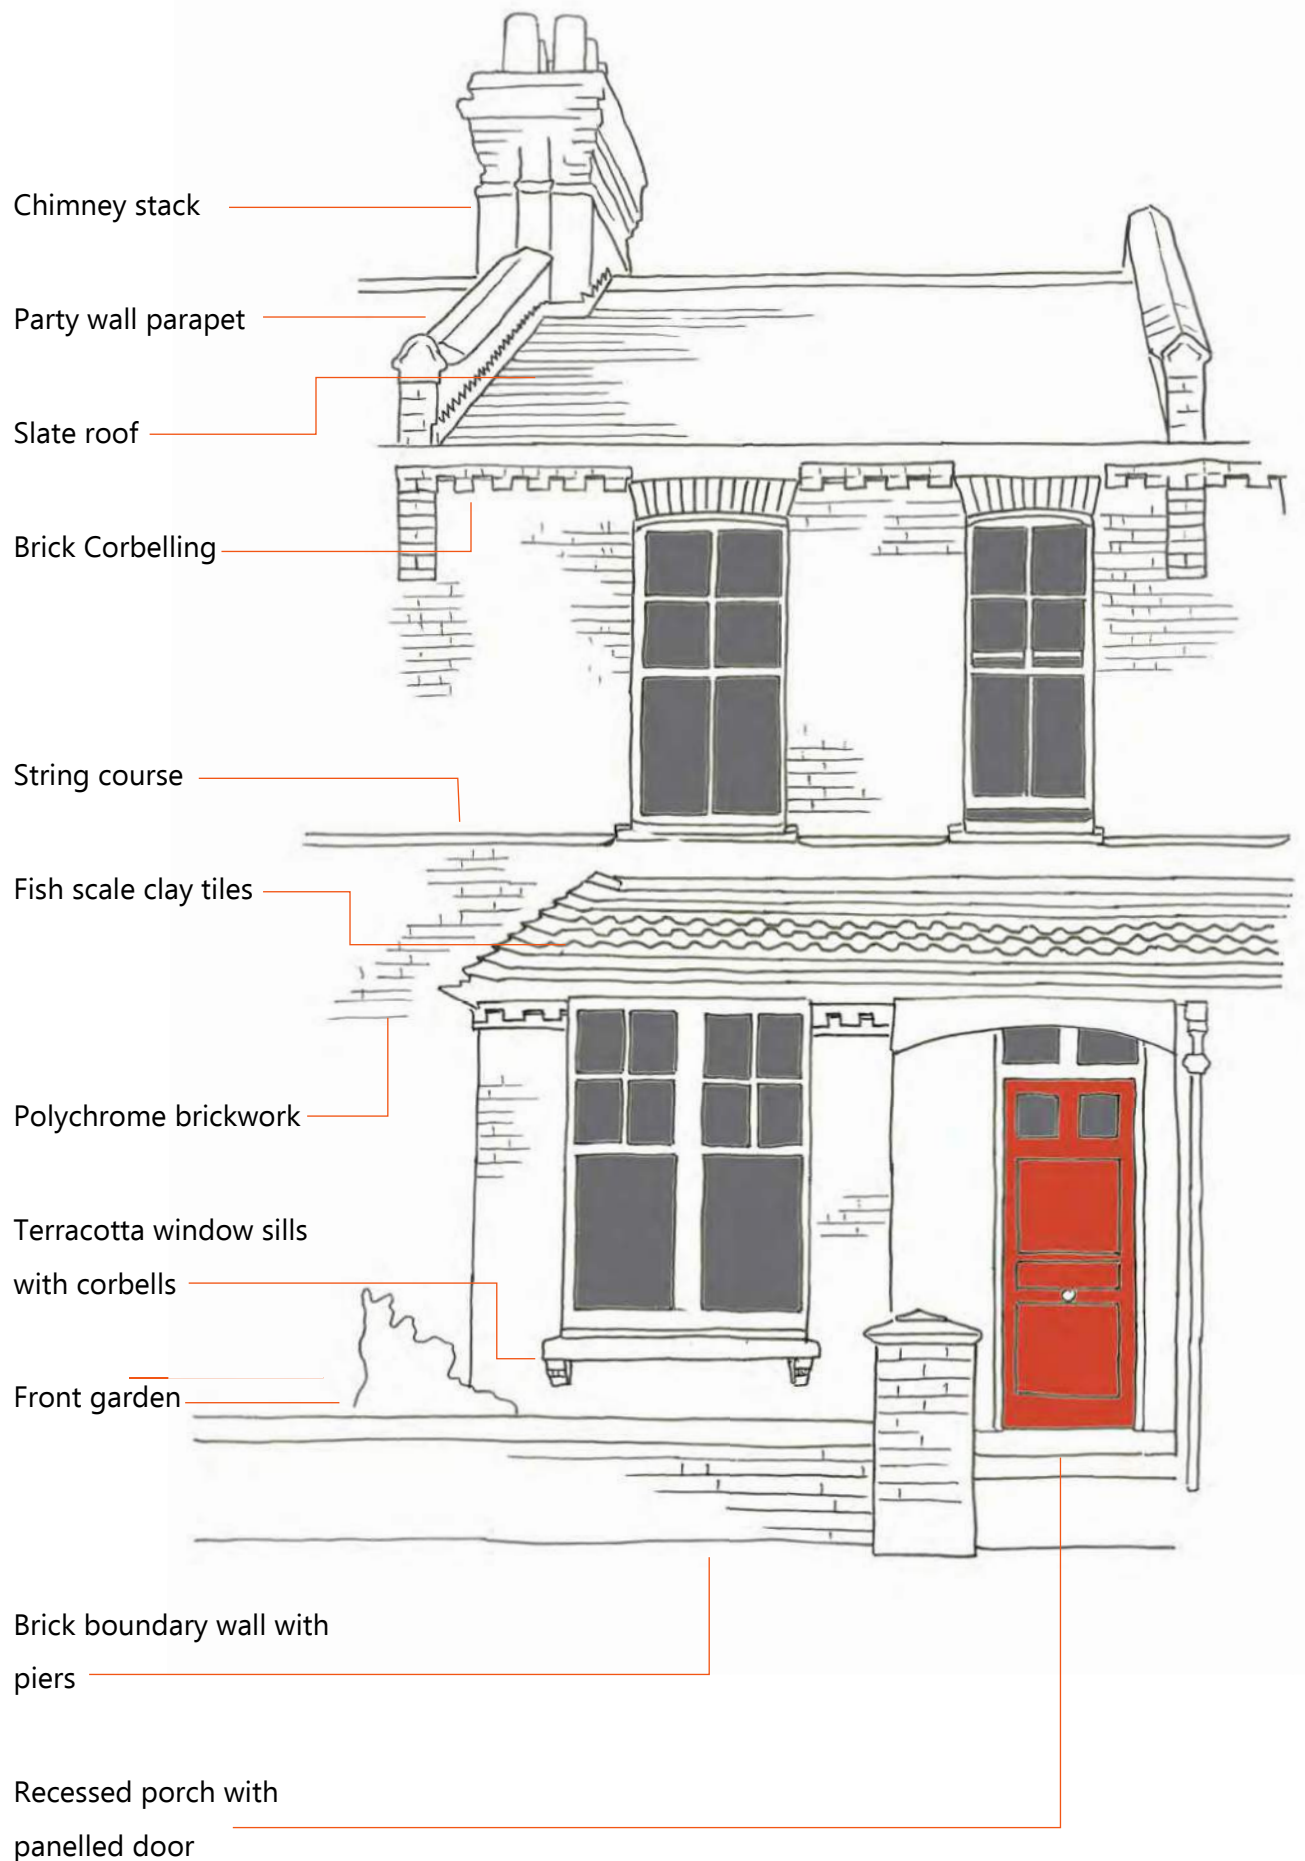 Chimney stack
Party wall parapet
Slate roof
Brick Corbelling
String course
Fish scale clay tiles
Polychrome brickwork
Terracotta window sills
with corbells
Front garden
Brick boundary wall with
piers
Recessed porch with
panelled door